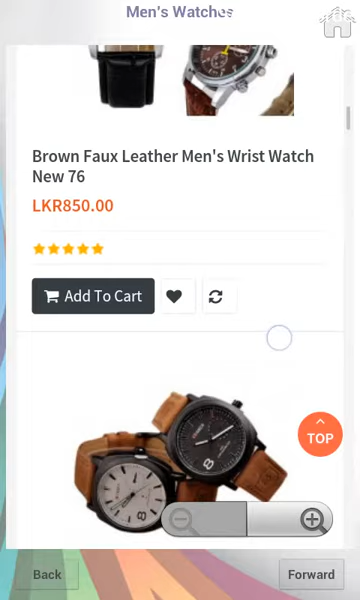 Men's Watches
Brown Faux Leather Men's Wrist Watch
New 76
LKR850.00
Add To Cart
TOP
Back
Forward